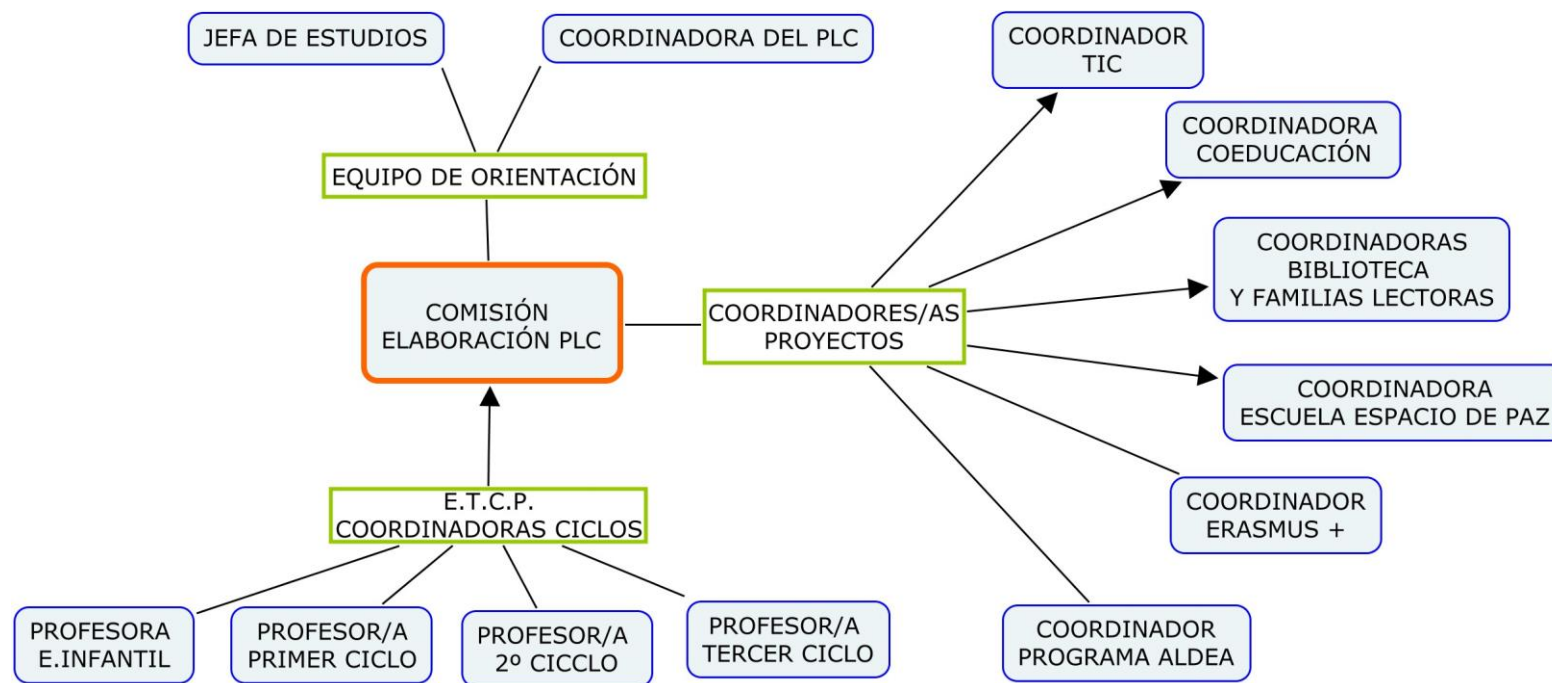 JEFA DE ESTUDIOS
COORDINADORA DEL PLC
COORDINADOR
TIC
COORDINADORA
COEDUCACIÓN
EQUIPO DE ORIENTACIÓN
COORDINADORAS
BIBLIOTECA
Y FAMILIAS LECTORAS
COMISIÓN
ELABORACIÓN PLC
COORDINADORES/AS
PROYECTOS
COORDINADORA
ESCUELA ESPACIO DE PAZ
E.T.C.P.
COORDINADORAS CICLOS
COORDINADOR
ERASMUS +
PROFESORA
E.INFANTIL
PROFESOR/A
PRIMER CICLO
PROFESOR/A
2º CICCLO
PROFESOR/A
TERCER CICLO
COORDINADOR
PROGRAMA ALDEA